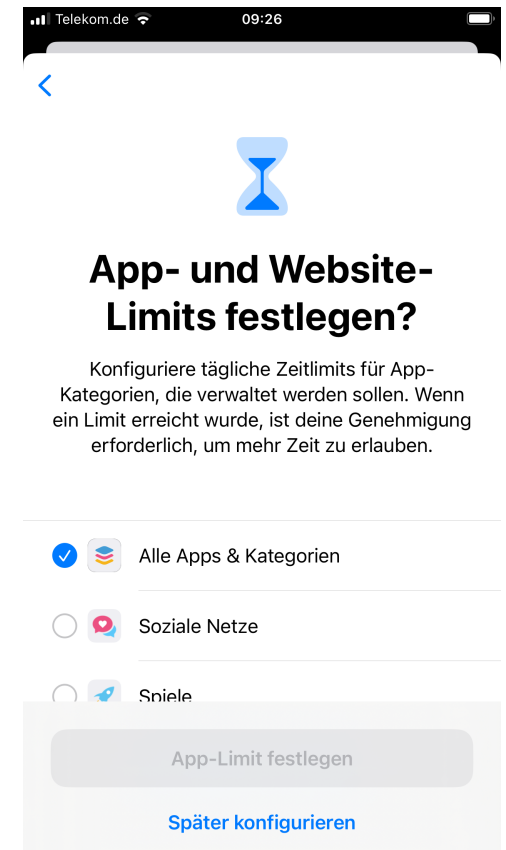 Telekom.de 09:26
App- und Website-
Limits festlegen?
Konfiguriere tägliche Zeitlimits für App-
Kategorien, die verwaltet werden sollen. Wenn
ein Limit erreicht wurde, ist deine Genehmigung
erforderlich, um mehr Zeit zu erlauben.
Alle Apps & Kategorien
Soziale Netze
Spiele
App-Limit festlegen
Später konfigurieren